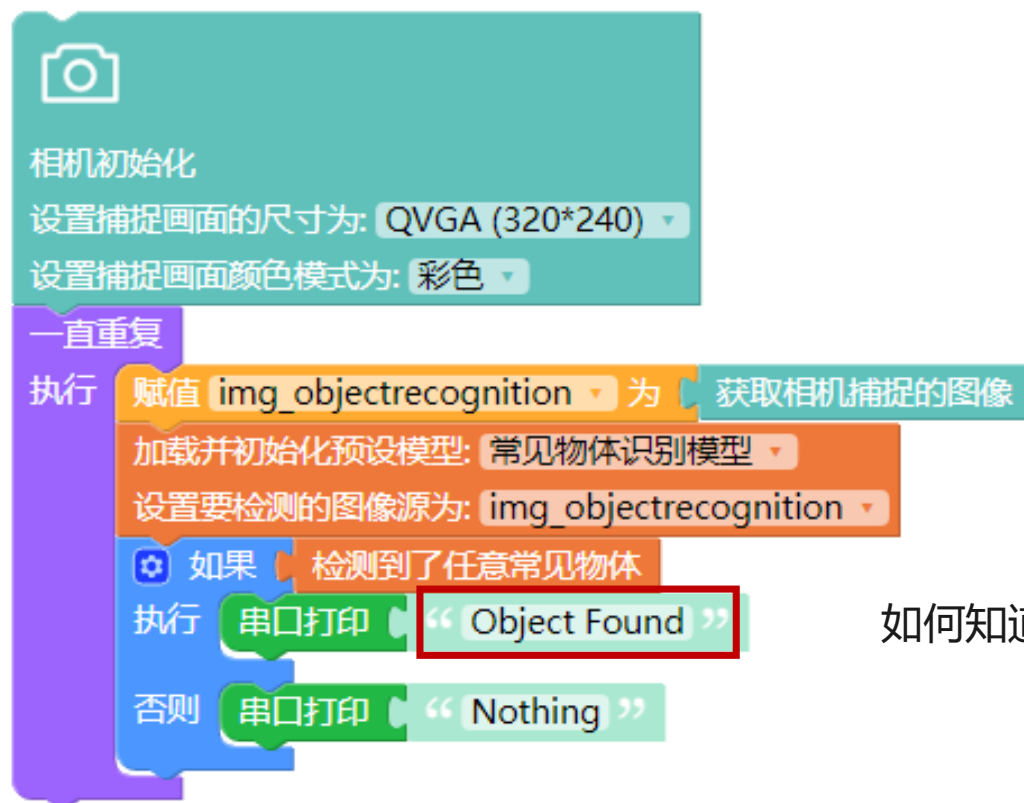 相机初始化
设置捕捉画面的尺寸为: QVGA (320*240)
设置捕捉画面颜色模式为: 彩色
一直重复
执行 赋值 img_objectrecognition 为 获取相机捕捉的图像
加载并初始化预设模型: 常见物体识别模型
设置要检测的图像源为: img_objectrecognition
如果 检测到了任意常见物体
执行 串口打印 “ Object Found ”
如何知
否则 串口打印 “ Nothing ”